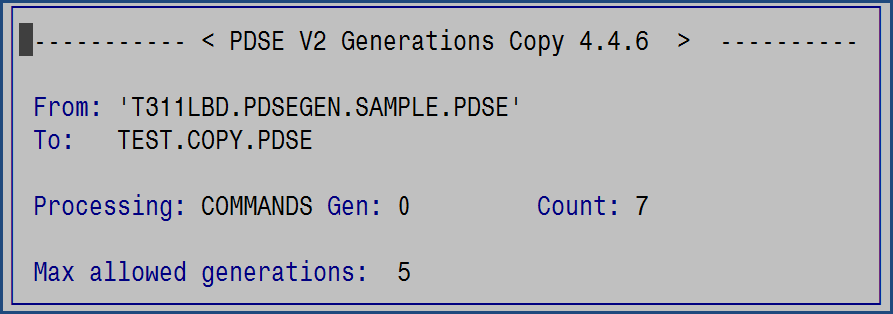 ----------- < PDSE V2 Generations Copy 4.4.6 > ----------
From: 'T311LBD.PDSEGEN.SAMPLE.PDSE'
To: TEST.COPY.PDSE
Processing: COMMANDS Gen: 0 Count: 7
Max allowed generations: 5